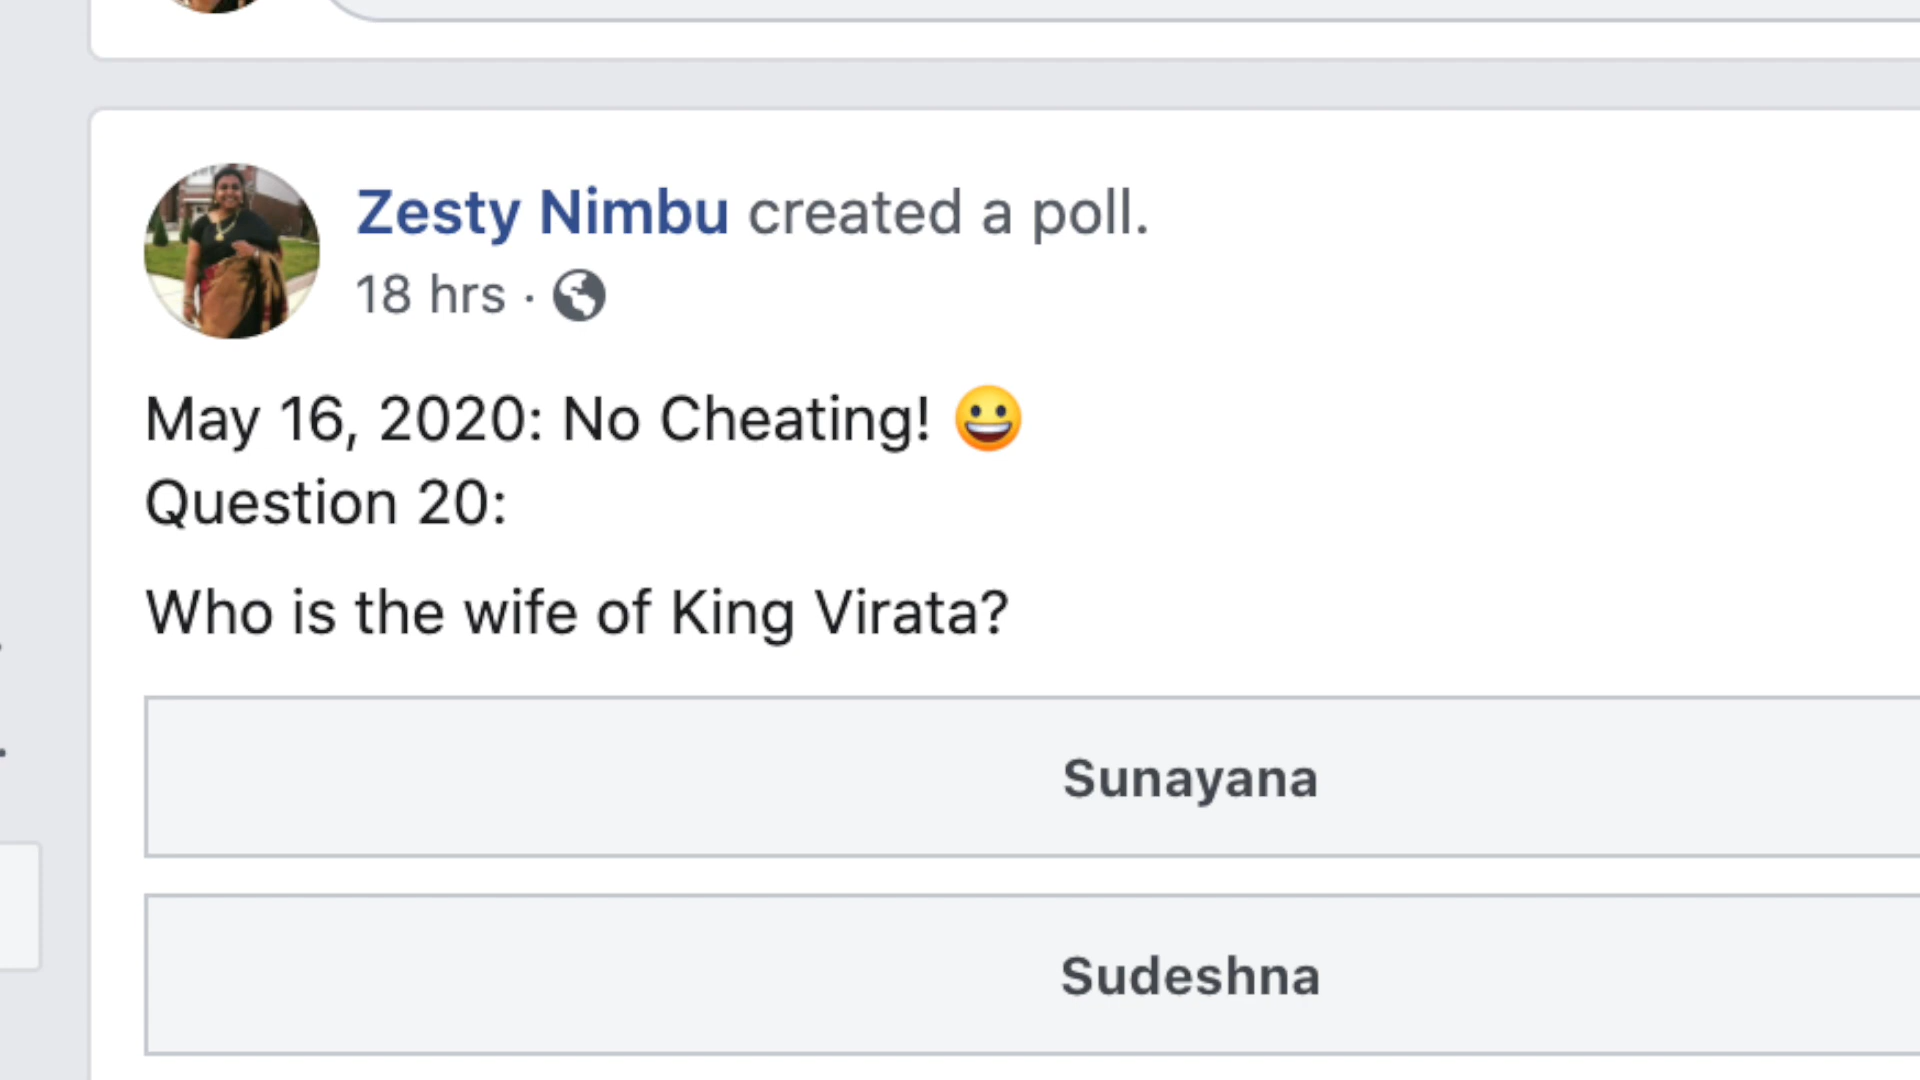 Zesty Nimbu created a poll.
18 hrs ·
May 16, 2020: No Cheating! 😀
Question 20:
Who is the wife of King Virata?
Sunayana
Sudeshna